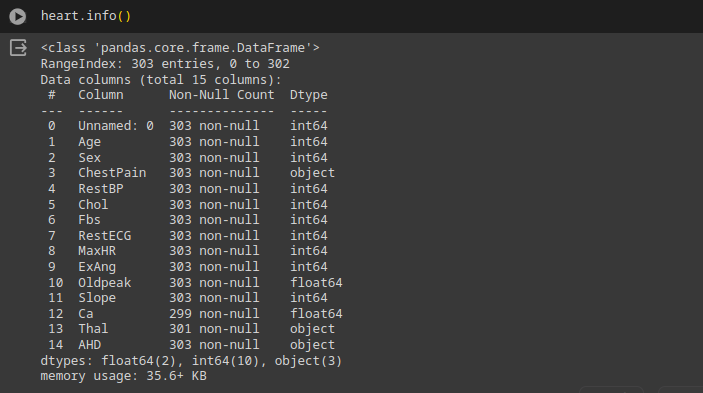 heart.info()
<class 'pandas.core.frame.DataFrame'>
RangeIndex: 303 entries, 0 to 302
Data columns (total 15 columns):
 #   Column      Non-Null Count  Dtype
---  ------      --------------  -----
 0   Unnamed: 0  303 non-null    int64
 1   Age         303 non-null    int64
 2   Sex         303 non-null    int64
 3   ChestPain   303 non-null    object
 4   RestBP      303 non-null    int64
 5   Chol        303 non-null    int64
 6   Fbs         303 non-null    int64
 7   RestECG     303 non-null    int64
 8   MaxHR       303 non-null    int64
 9   ExAng       303 non-null    int64
 10  Oldpeak     303 non-null    float64
 11  Slope       303 non-null    int64
 12  Ca          299 non-null    float64
 13  Thal        301 non-null    object
 14  AHD         303 non-null    object
dtypes: float64(2), int64(10), object(3)
memory usage: 35.6+ KB